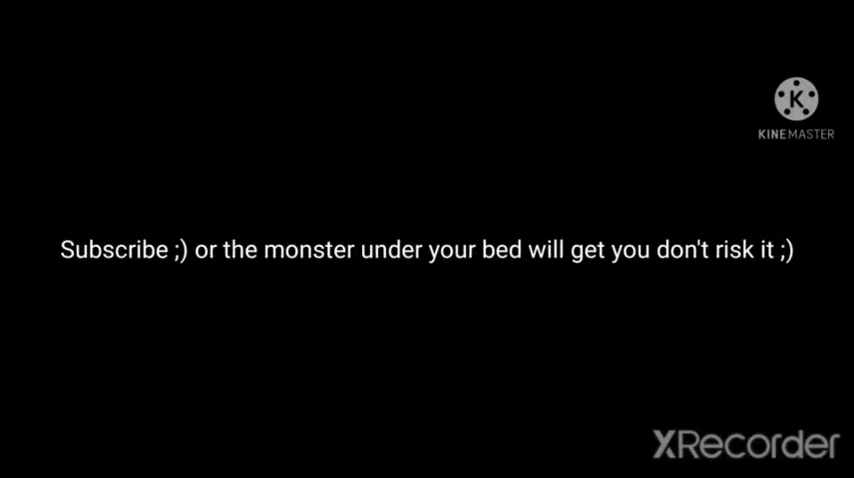 KINEMASTER
Subscribe ;) or the monster under your bed will get you don't risk it ;)
XRecorder